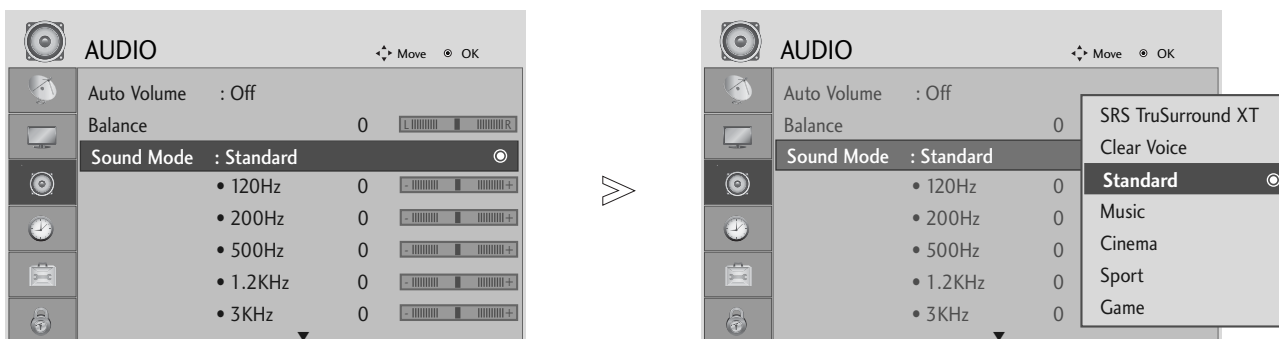 AUDIO Move OK
Auto Volume : Off
Balance 0 L R
Sound Mode : Standard
• 120Hz 0 - +
• 200Hz 0 - +
• 500Hz 0 - +
• 1.2KHz 0 - +
• 3KHz 0 - +
AUDIO Move OK
Auto Volume : Off
Balance 0
Sound Mode : Standard
• 120Hz 0
• 200Hz 0
• 500Hz 0
• 1.2KHz 0
• 3KHz 0
SRS TruSurround XT
Clear Voice
Standard
Music
Cinema
Sport
Game